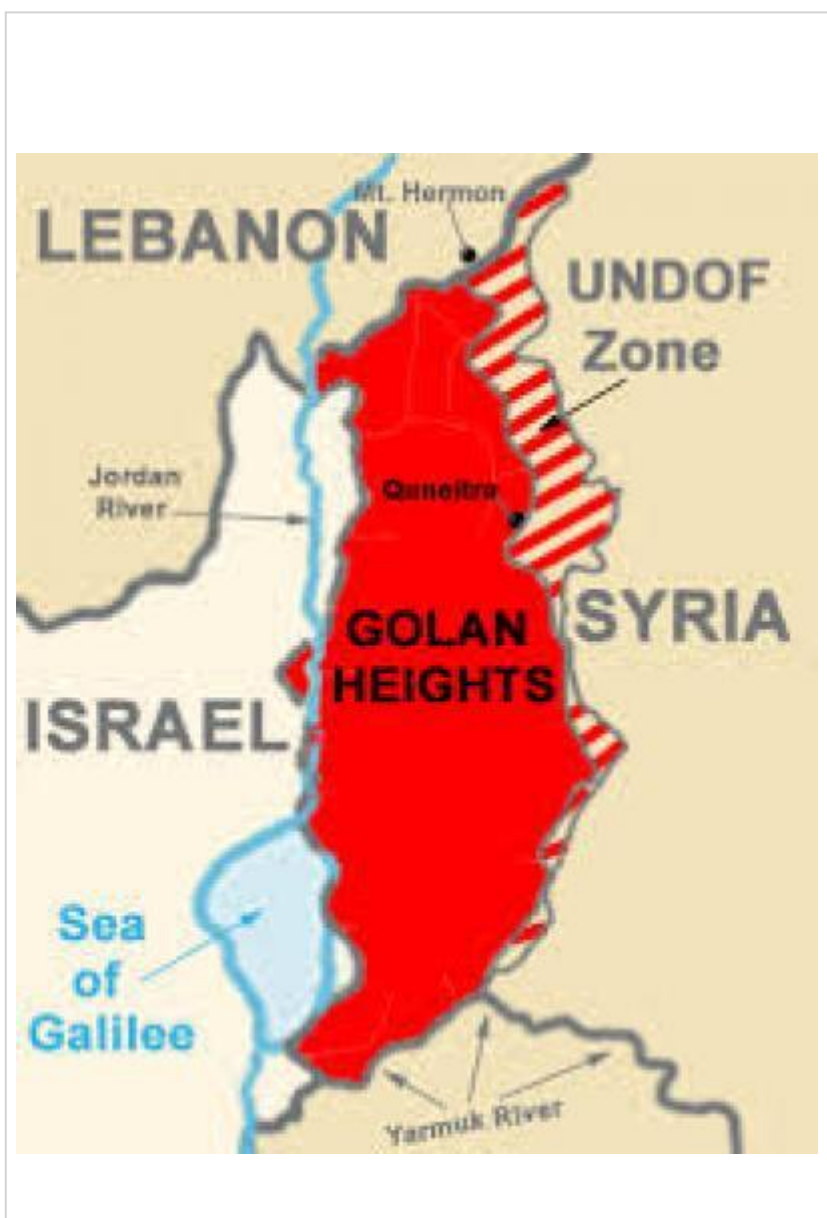 Mt. Hermon
LEBANON
UNDOF
Zone
Jordan
River
Quneitra
GOLAN
HEIGHTS
SYRIA
ISRAEL
Sea
of
Galilee
Yarmuk River